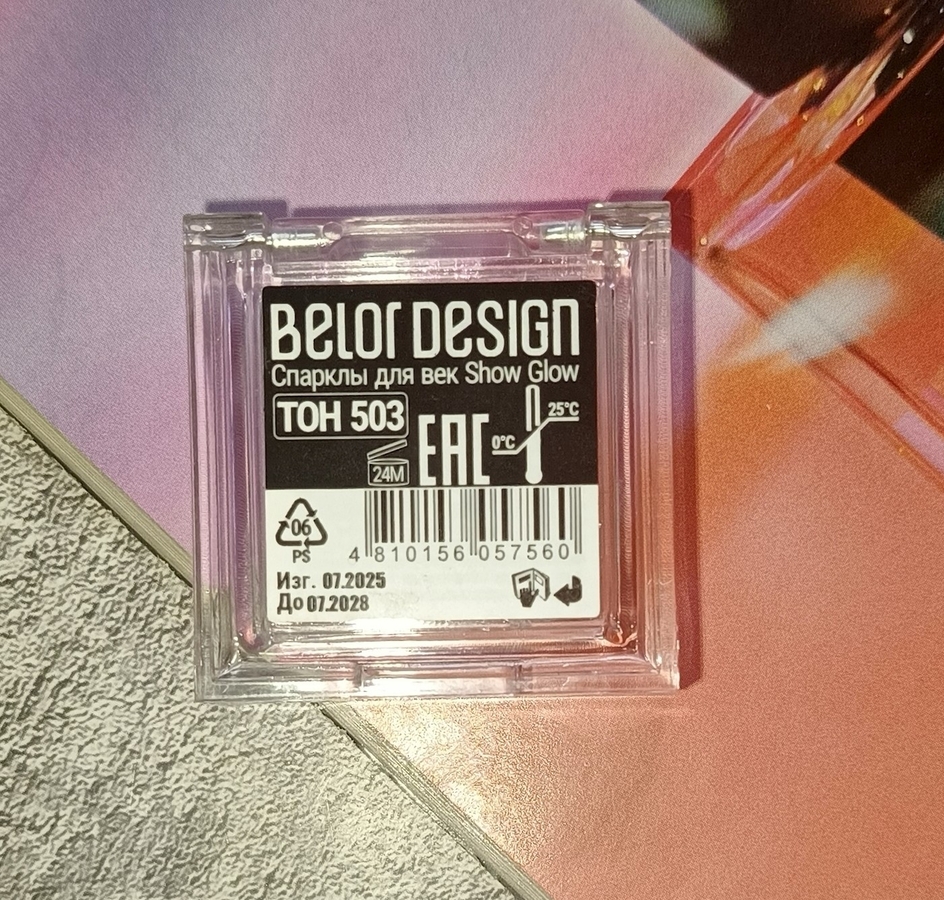 Belor Design
Спарклы для век Show Glow
ТОН 503
25°C
0°C
24M
EAC
06
PS
4 810156 057560
Изг. 07.2025
До 07.2028